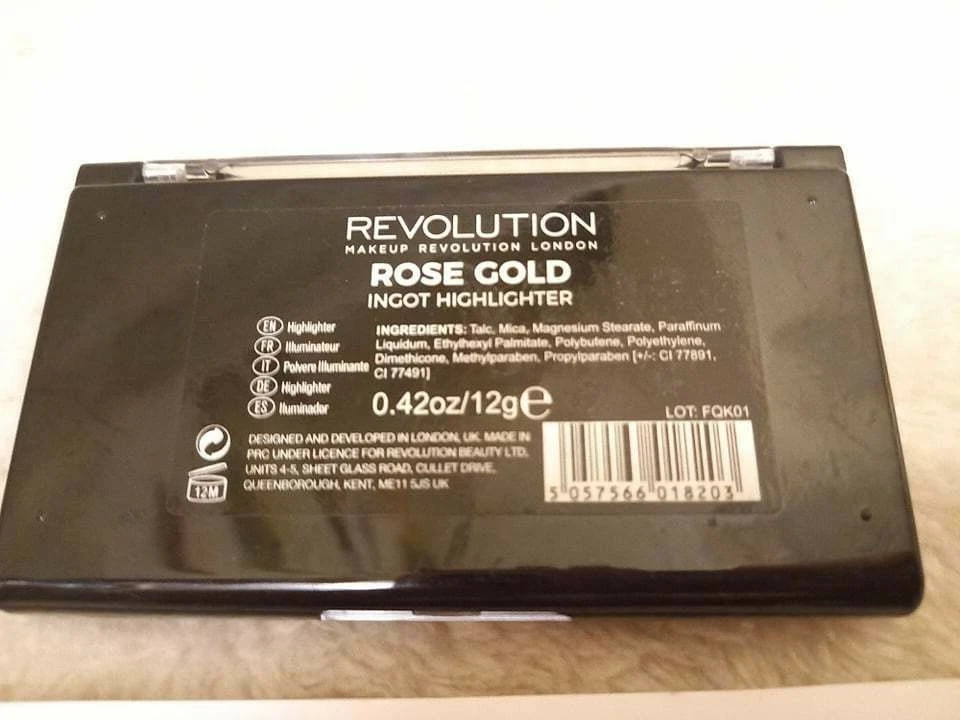 REVOLUTION
MAKEUP REVOLUTION LONDON
ROSE GOLD
INGOT HIGHLIGHTER
EN Highlighter
FR Illuminateur
IT Polvere Illuminante
DE Highlighter
ES Iluminador
INGREDIENTS: Talc, Mica, Magnesium Stearate, Paraffinum
Liquidum, Ethylhexyl Palmitate, Polybutene, Polyethylene,
Dimethicone, Methylparaben, Propylparaben [+/-: CI 77891,
CI 77491]
0.42oz/12g℮
LOT: FQK01
DESIGNED AND DEVELOPED IN LONDON, UK. MADE IN
PRC UNDER LICENCE FOR REVOLUTION BEAUTY LTD.
UNITS 4-5, SHEET GLASS ROAD, CULLET DRIVE,
QUEENBOROUGH, KENT, ME11 5JS UK
12M
5 057566 018203